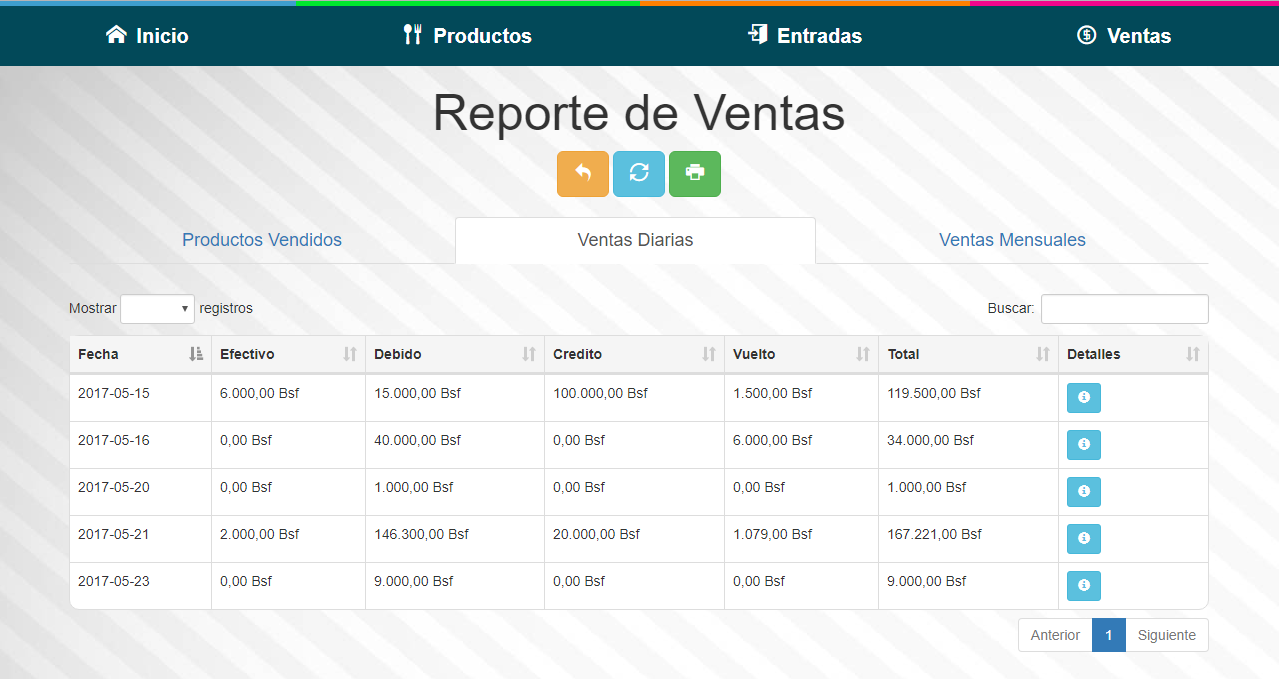 Inicio Productos Entradas Ventas
Reporte de Ventas
Productos Vendidos Ventas Diarias Ventas Mensuales
Mostrar registros Buscar:
Fecha Efectivo Debido Credito Vuelto Total Detalles
2017-05-15 6.000,00 Bsf 15.000,00 Bsf 100.000,00 Bsf 1.500,00 Bsf 119.500,00 Bsf
2017-05-16 0,00 Bsf 40.000,00 Bsf 0,00 Bsf 6.000,00 Bsf 34.000,00 Bsf
2017-05-20 0,00 Bsf 1.000,00 Bsf 0,00 Bsf 0,00 Bsf 1.000,00 Bsf
2017-05-21 2.000,00 Bsf 146.300,00 Bsf 20.000,00 Bsf 1.079,00 Bsf 167.221,00 Bsf
2017-05-23 0,00 Bsf 9.000,00 Bsf 0,00 Bsf 0,00 Bsf 9.000,00 Bsf
Anterior 1 Siguiente